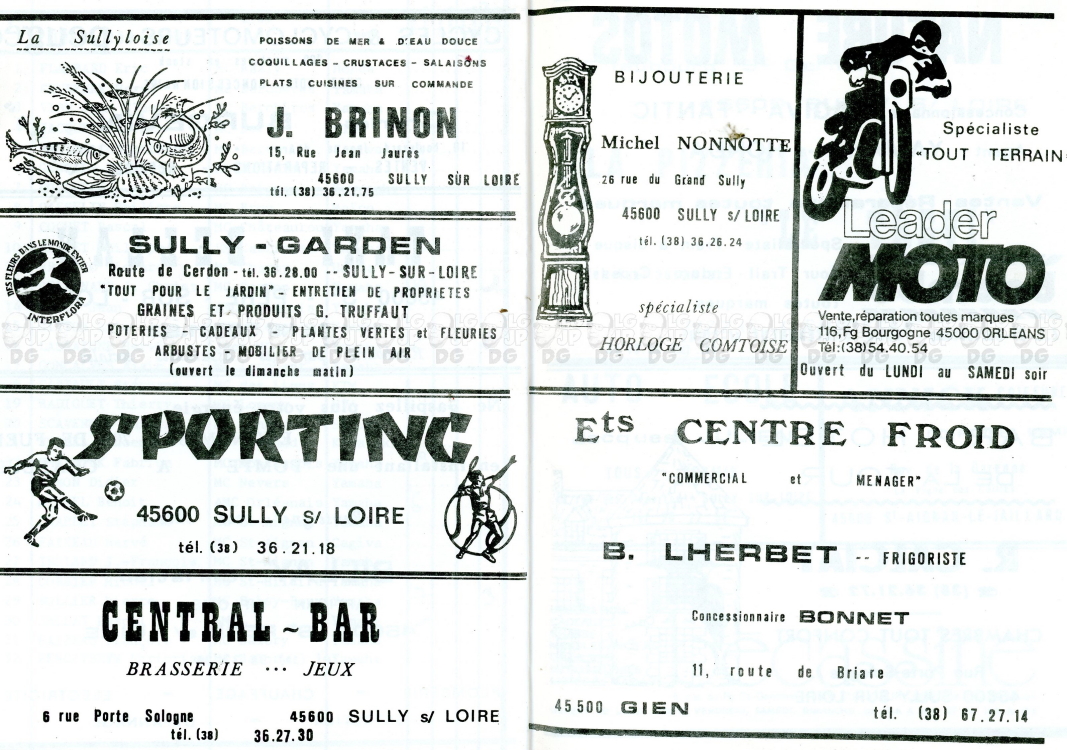 La Sullyloise
POISSONS DE MER & D'EAU DOUCE
COQUILLAGES - CRUSTACES - SALAISONS
PLATS CUISINES SUR COMMANDE
J. BRINON
15, Rue Jean Jaurès
45600 SULLY SUR LOIRE
tél. (38) 36.21.75
DES FLEURS DANS LE MONDE ENTIER
INTERFLORA
SULLY - GARDEN
Route de Cerdon - tél. 36.28.00 -- SULLY-SUR-LOIRE
"TOUT POUR LE JARDIN" - ENTRETIEN DE PROPRIETES
GRAINES ET PRODUITS : TRUFFAUT
POTERIES - CADEAUX - PLANTES VERTES & FLEURIES
ARBUSTES - MOBILIER DE PLEIN AIR
(ouvert le dimanche matin)
SPORTING
45600 SULLY s/ LOIRE
tél. (38) 36.21.18
CENTRAL ~ BAR
BRASSERIE ... JEUX
6 rue Porte Sologne 45600 SULLY s/ LOIRE
tél. (38) 36.27.30
BIJOUTERIE
Michel NONNOTTE
26 rue du Grand Sully
45600 SULLY s/LOIRE
tél. (38) 36.26.24
spécialiste
HORLOGE COMTOISE
Spécialiste
«TOUT TERRAIN»
Leader
MOTO
Vente, réparation toutes marques
116, Fg Bourgogne 45000 ORLEANS
Tél: (38) 54.40.54
Ouvert du LUNDI au SAMEDI soir
Ets CENTRE FROID
"COMMERCIAL et MENAGER"
B. LHERBET -- FRIGORISTE
Concessionnaire BONNET
11, route de Briare
45500 GIEN tél. (38) 67.27.14